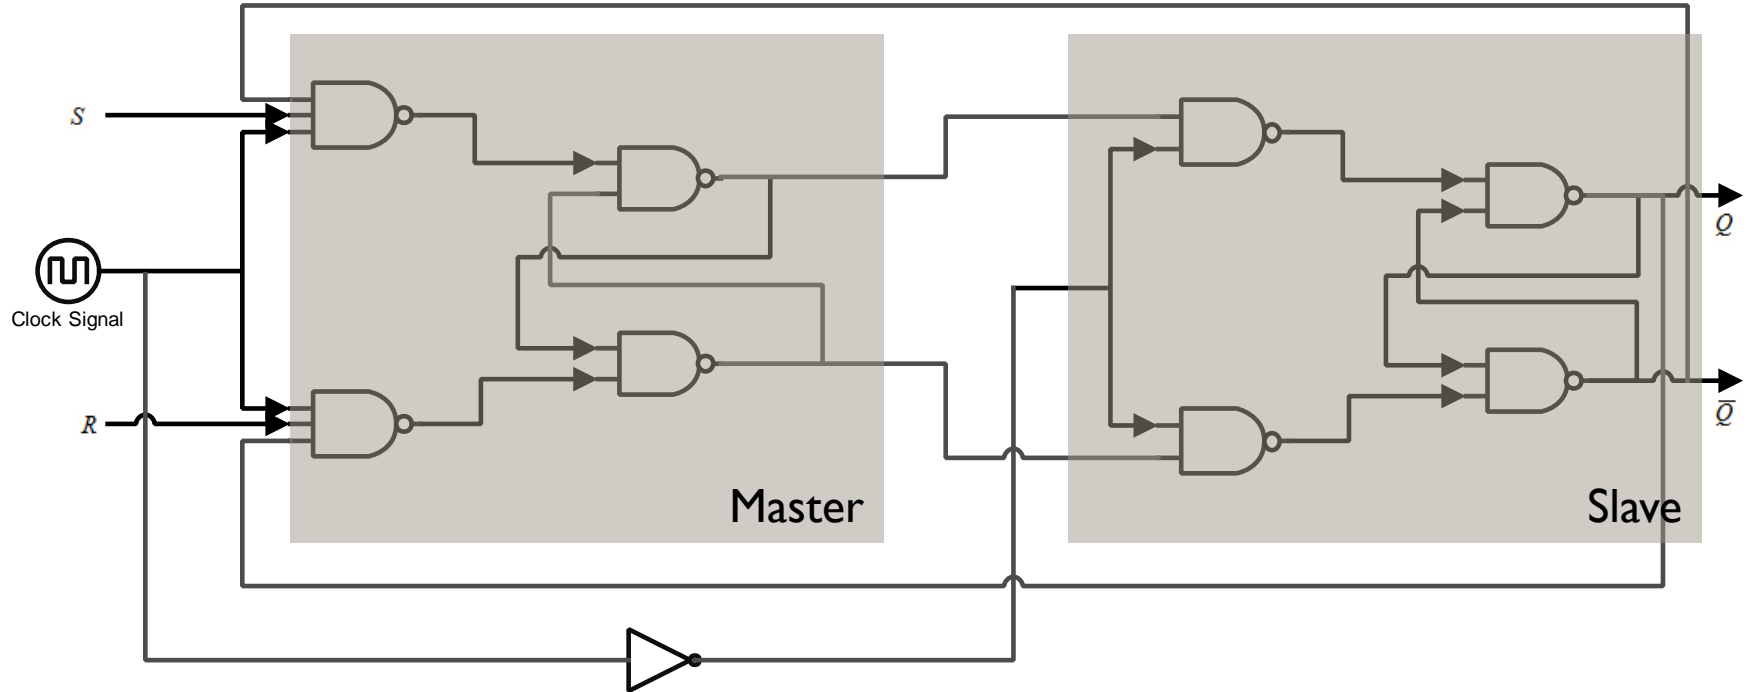 S
Clock Signal
R
Master
Slave
Q
Q̅